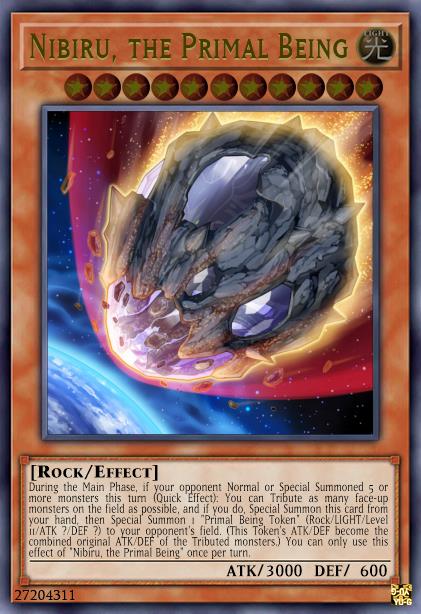 NIBIRU, THE PRIMAL BEING
LIGHT
光
[ROCK/EFFECT]
During the Main Phase, if your opponent Normal or Special Summoned 5 or
more monsters this turn (Quick Effect): You can Tribute as many face-up
monsters on the field as possible, and if you do, Special Summon this card from
your hand, then Special Summon 1 "Primal Being Token" (Rock/LIGHT/Level
11/ATK ?/DEF ?) to your opponent's field. (This Token's ATK/DEF become the
combined original ATK/DEF of the Tributed monsters.) You can only use this
effect of "Nibiru, the Primal Being" once per turn.
ATK/3000 DEF/ 600
27204311